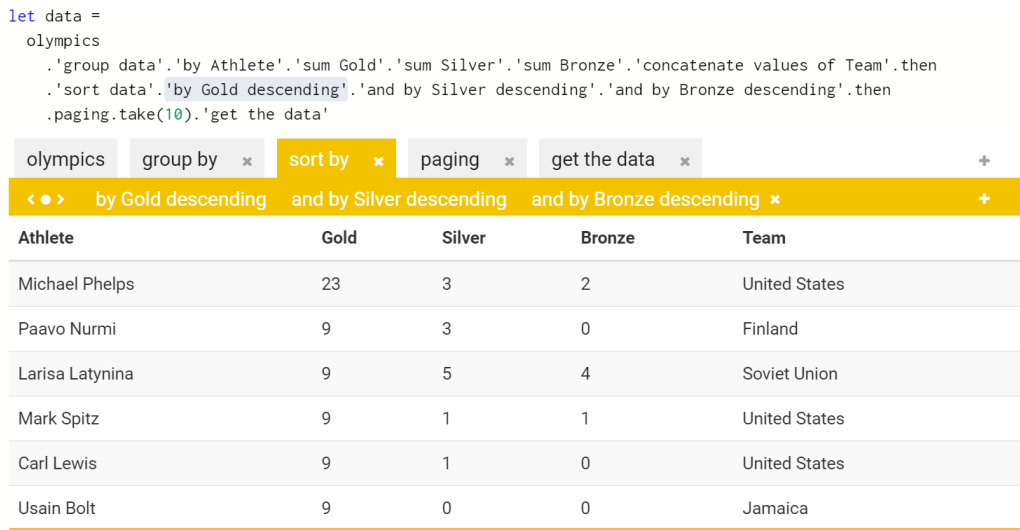 let data =
olympics
.'group data'.'by Athlete'.'sum Gold'.'sum Silver'.'sum Bronze'.'concatenate values of Team'.then
.'sort data'.'by Gold descending'.'and by Silver descending'.'and by Bronze descending'.then
.paging.take(10).'get the data'
olympics group by × sort by × paging × get the data × +
< ● > by Gold descending and by Silver descending and by Bronze descending × +
Athlete Gold Silver Bronze Team
Michael Phelps 23 3 2 United States
Paavo Nurmi 9 3 0 Finland
Larisa Latynina 9 5 4 Soviet Union
Mark Spitz 9 1 1 United States
Carl Lewis 9 1 0 United States
Usain Bolt 9 0 0 Jamaica